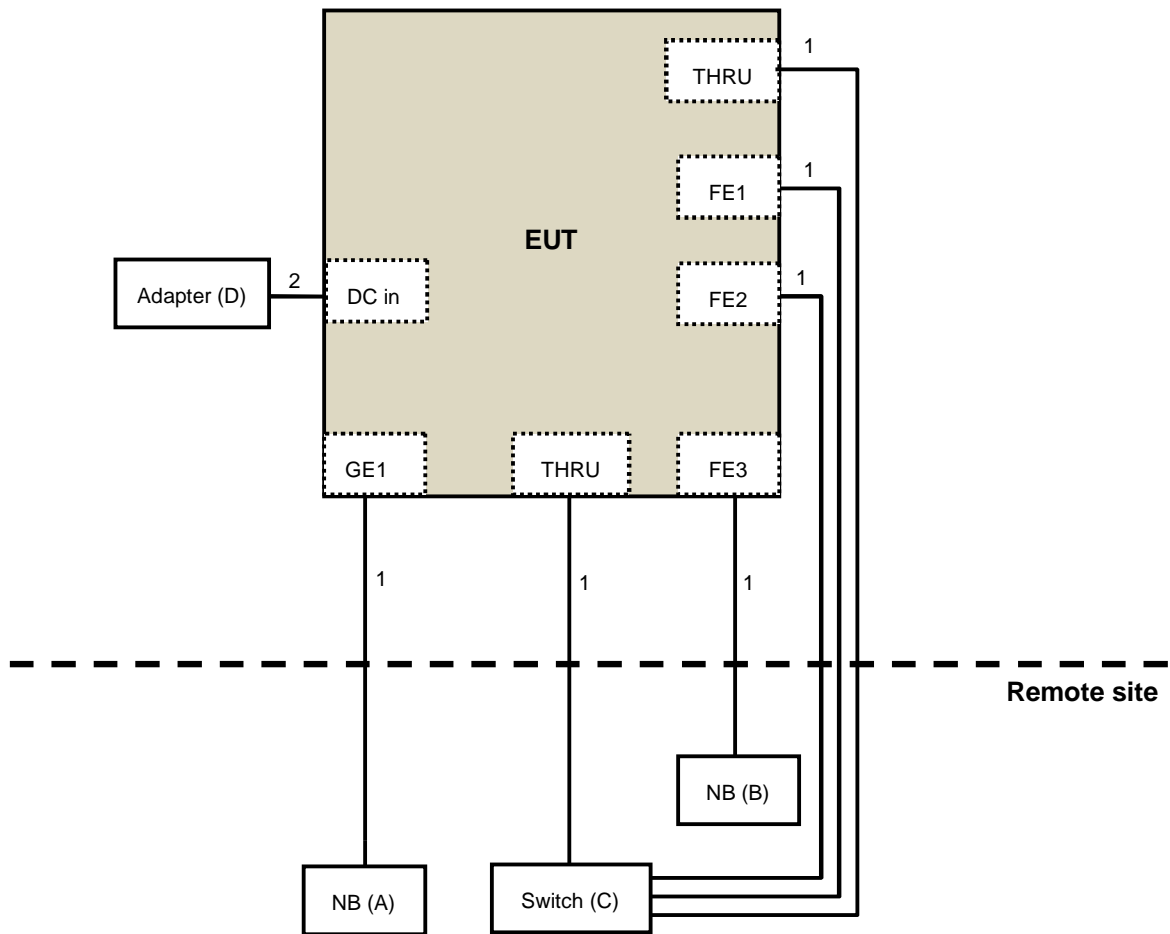 1
THRU
1
FE1
EUT
2
1
Adapter (D)
DC in
FE2
GE1
THRU
FE3
1
1
1
Remote site
NB (B)
NB (A)
Switch (C)